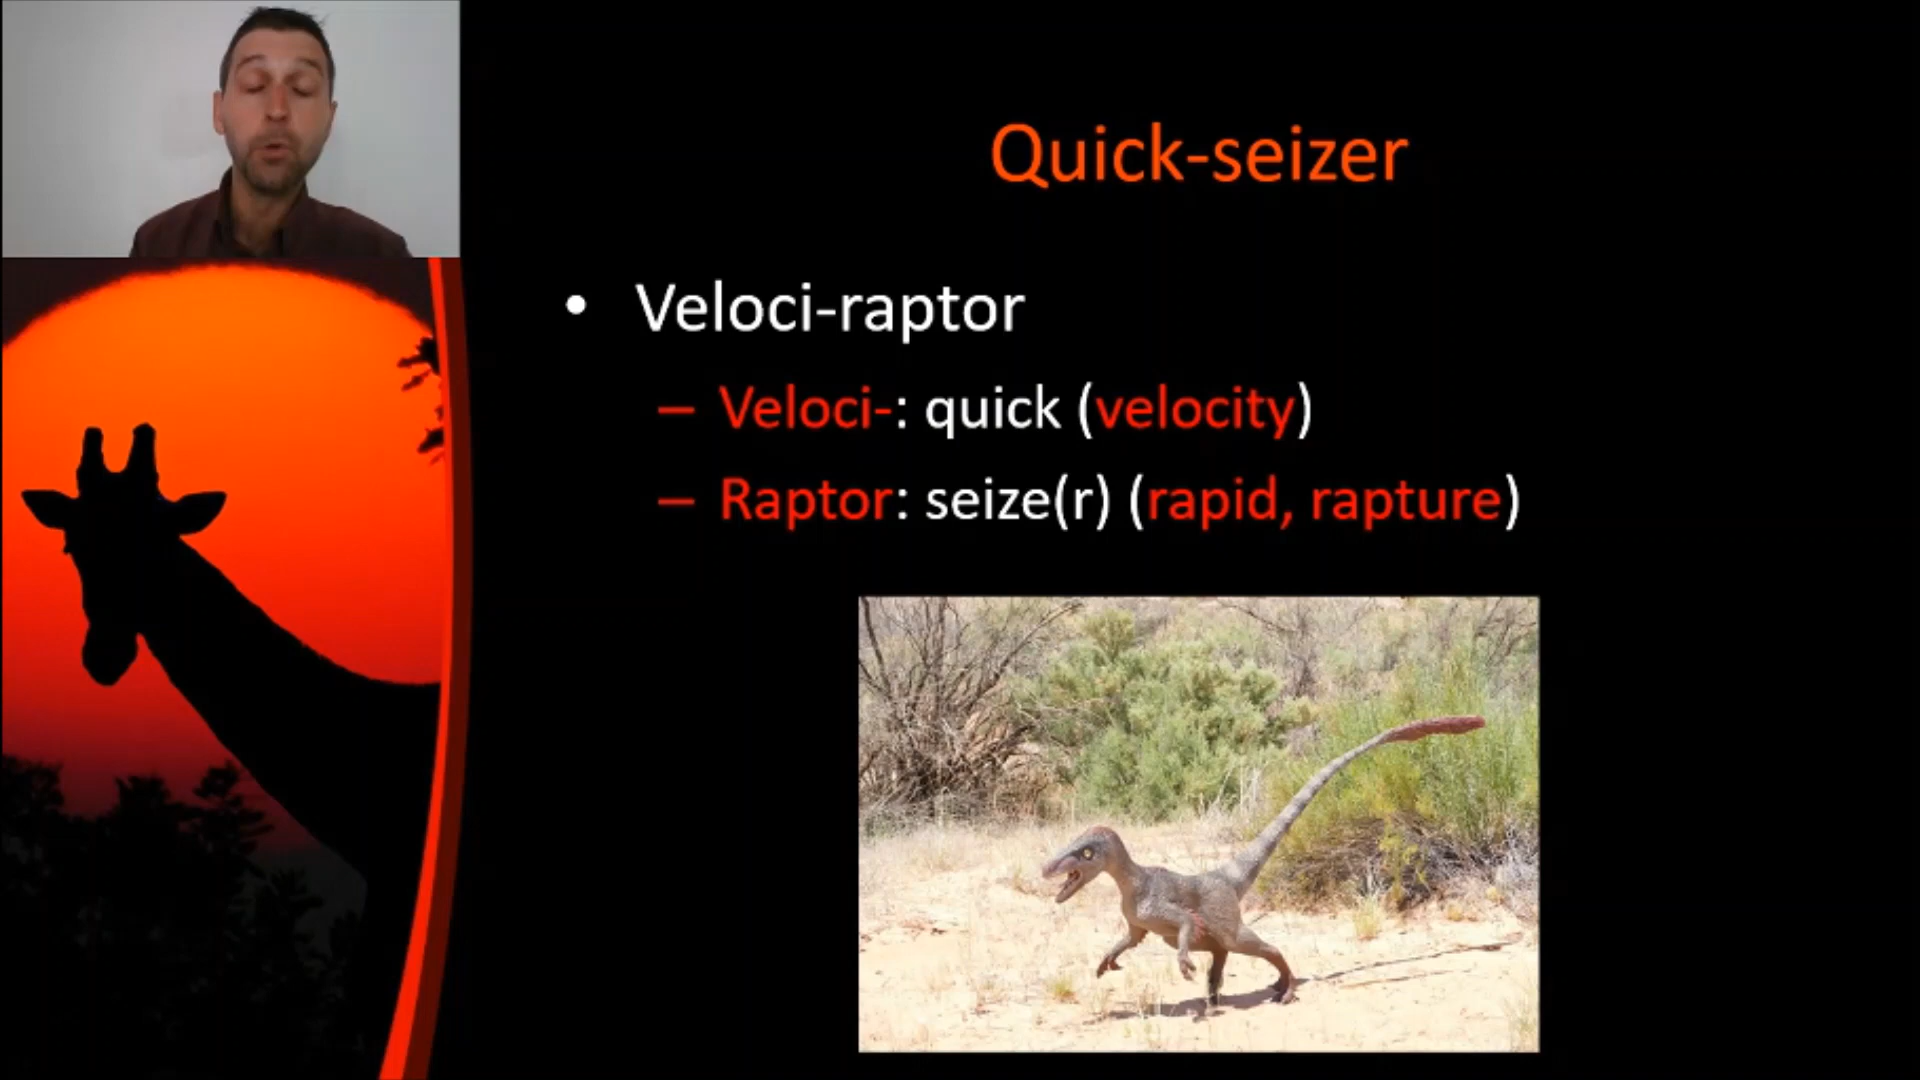 Quick-seizer
• Veloci-raptor
– Veloci-: quick (velocity)
– Raptor: seize(r) (rapid, rapture)